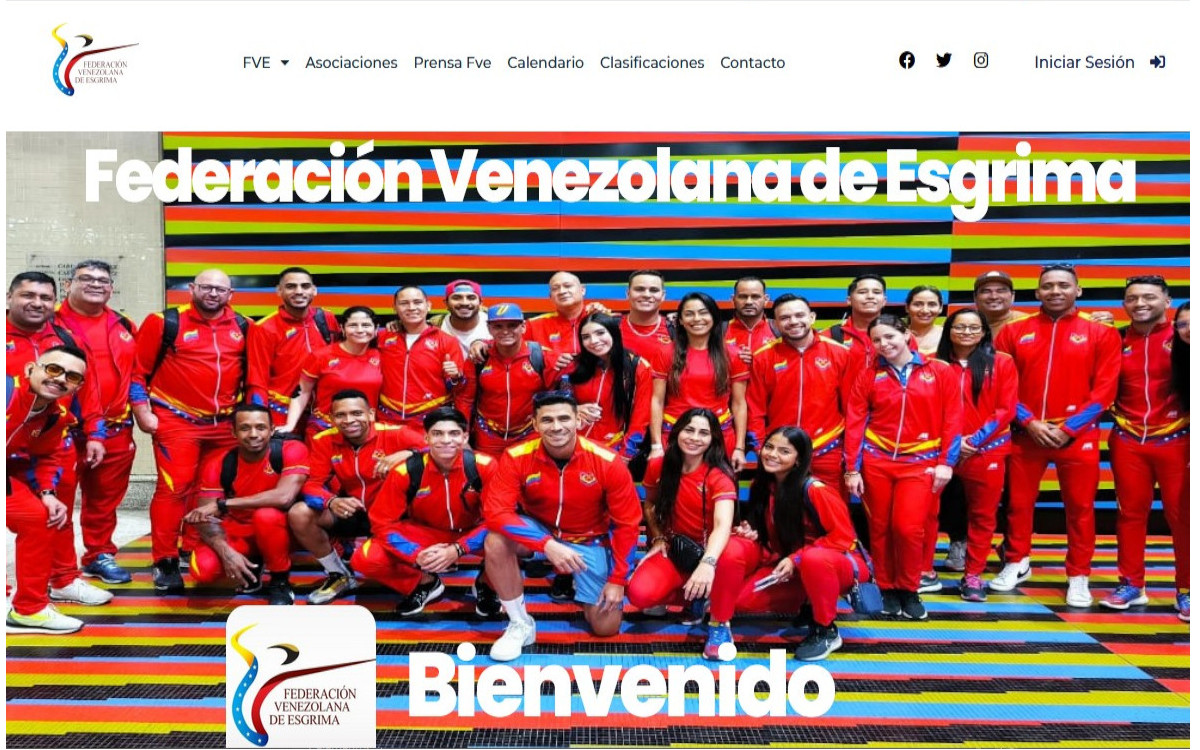 FEDERACIÓN
VENEZOLANA
DE ESGRIMA
FVE Asociaciones Prensa Fve Calendario Clasificaciones Contacto
Iniciar Sesión
Federación Venezolana de Esgrima
FEDERACIÓN
VENEZOLANA
DE ESGRIMA
Bienvenido